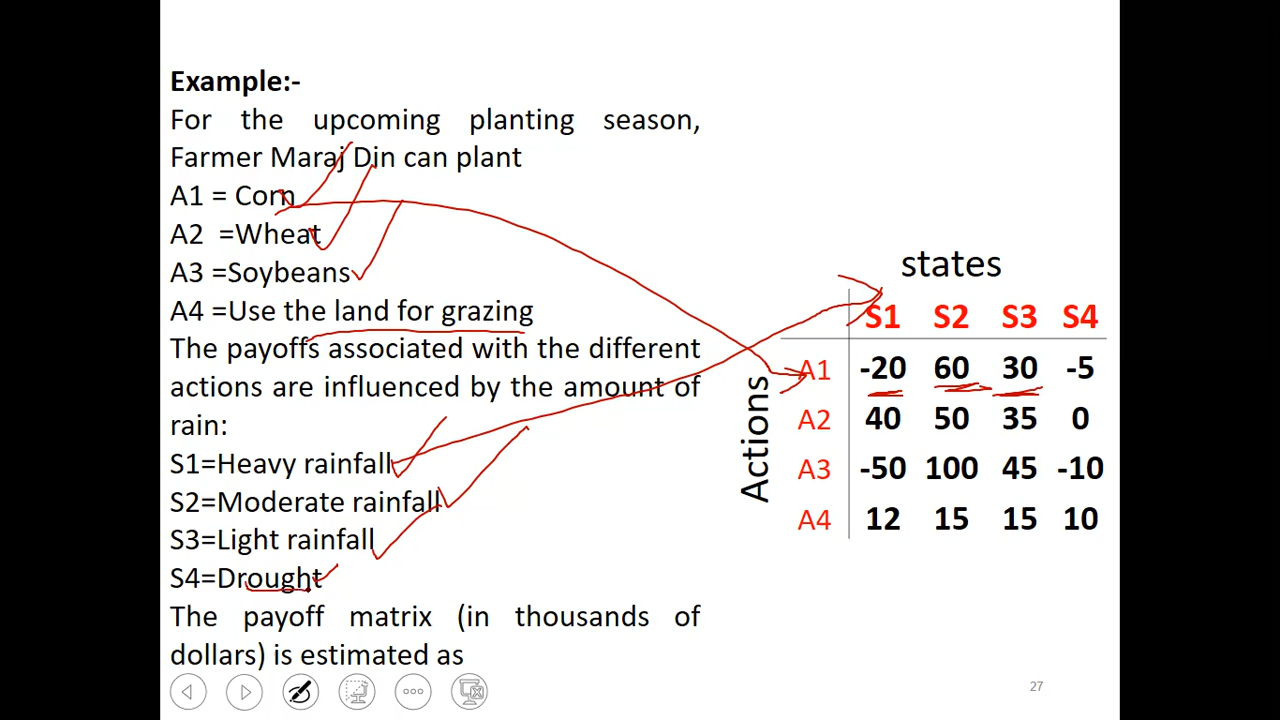 Example:-
For the upcoming planting season,
Farmer Maraj Din can plant
A1 = Corn
A2 =Wheat
A3 =Soybeans
A4 =Use the land for grazing
The payoffs associated with the different
actions are influenced by the amount of
rain:
S1=Heavy rainfall
S2=Moderate rainfall
S3=Light rainfall
S4=Drought
The payoff matrix (in thousands of
dollars) is estimated as
states
S1 S2 S3 S4
Actions
A1 -20 60 30 -5
A2 40 50 35 0
A3 -50 100 45 -10
A4 12 15 15 10
27